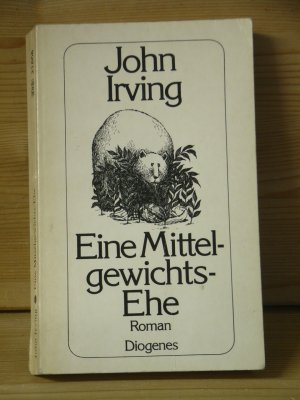 John
Irving
Eine Mittel-
gewichts-
Ehe
Roman
Diogenes